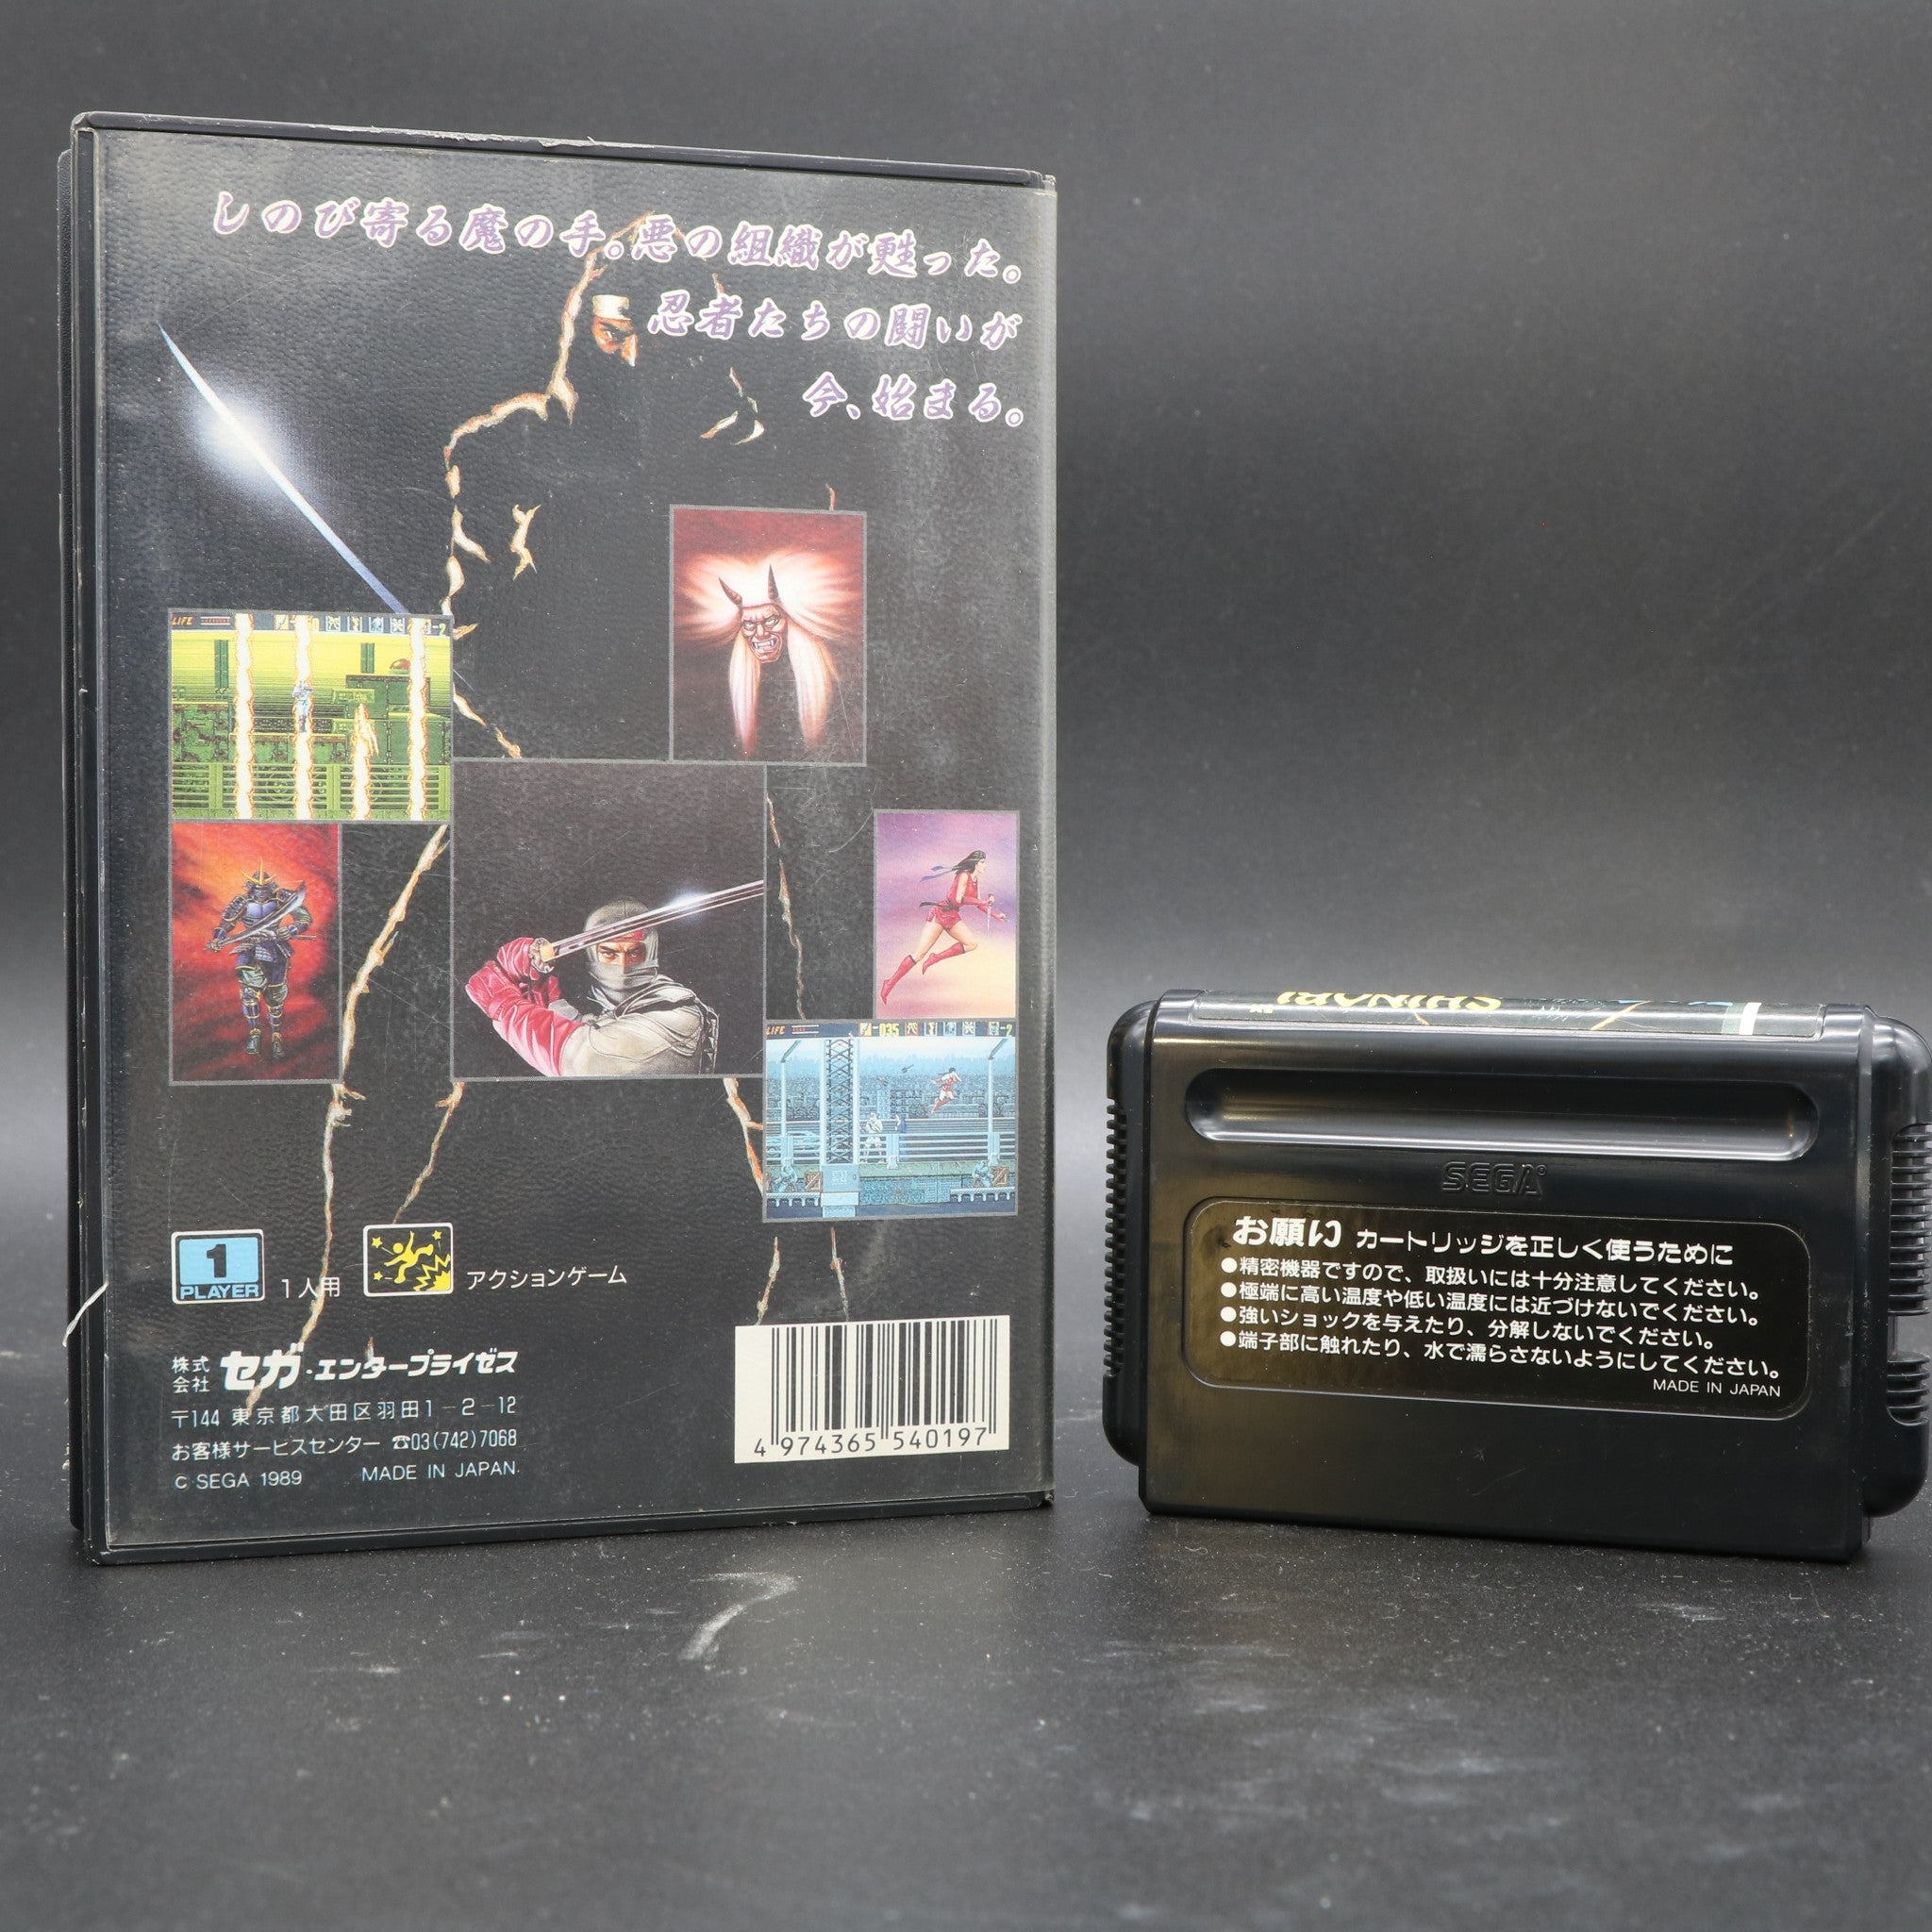 しのび寄る魔の手。悪の組織が甦った。
忍者たちの闘いが
今、始まる。
LIFE
-2
LIFE
-035
-2
1
PLAYER
1人用
アクションゲーム
株式会社 セガ・エンタープライゼス
〒144 東京都大田区羽田1-2-12
お客様サービスセンター ☎03(742)7068
© SEGA 1989 MADE IN JAPAN.
4 974365 540197
SHINOBI
SEGA
お願い カートリッジを正しく使うために
●精密機器ですので、取扱いには十分注意してください。
●極端に高い温度や低い温度には近づけないでください。
●強いショックを与えたり、分解しないでください。
●端子部に触れたり、水で濡らさないようにしてください。
MADE IN JAPAN